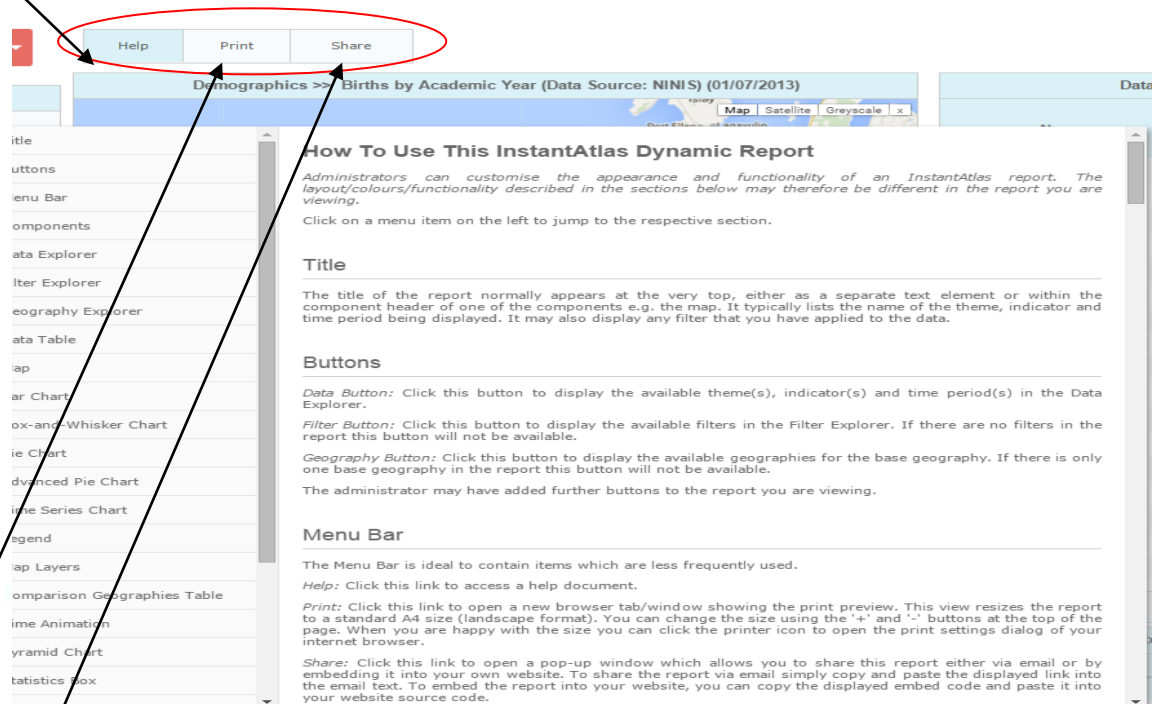 Help Print Share
Demographics >> Births by Academic Year (Data Source: NINIS) (01/07/2013)
Data
Islay
Map Satellite Greyscale x
itle
uttons
enu Bar
omponents
ata Explorer
ilter Explorer
eography Explorer
ata Table
ap
ar Chart
ox-and-Whisker Chart
ie Chart
dvanced Pie Chart
ime Series Chart
egend
ap Layers
omparison Geographies Table
ime Animation
yramid Chart
tatistics Box
How To Use This InstantAtlas Dynamic Report
Administrators can customise the appearance and functionality of an InstantAtlas report. The
layout/colours/functionality described in the sections below may therefore be different in the report you are
viewing.
Click on a menu item on the left to jump to the respective section.
Title
The title of the report normally appears at the very top, either as a separate text element or within the
component header of one of the components e.g. the map. It typically lists the name of the theme, indicator and
time period being displayed. It may also display any filter that you have applied to the data.
Buttons
Data Button: Click this button to display the available theme(s), indicator(s) and time period(s) in the Data
Explorer.
Filter Button: Click this button to display the available filters in the Filter Explorer. If there are no filters in the
report this button will not be available.
Geography Button: Click this button to display the available geographies for the base geography. If there is only
one base geography in the report this button will not be available.
The administrator may have added further buttons to the report you are viewing.
Menu Bar
The Menu Bar is ideal to contain items which are less frequently used.
Help: Click this link to access a help document.
Print: Click this link to open a new browser tab/window showing the print preview. This view resizes the report
to a standard A4 size (landscape format). You can change the size using the '+' and '-' buttons at the top of the
page. When you are happy with the size you can click the printer icon to open the print settings dialog of your
internet browser.
Share: Click this link to open a pop-up window which allows you to share this report either via email or by
embedding it into your own website. To share the report via email simply copy and paste the displayed link into
the email text. To embed the report into your website, you can copy the displayed embed code and paste it into
your website source code.